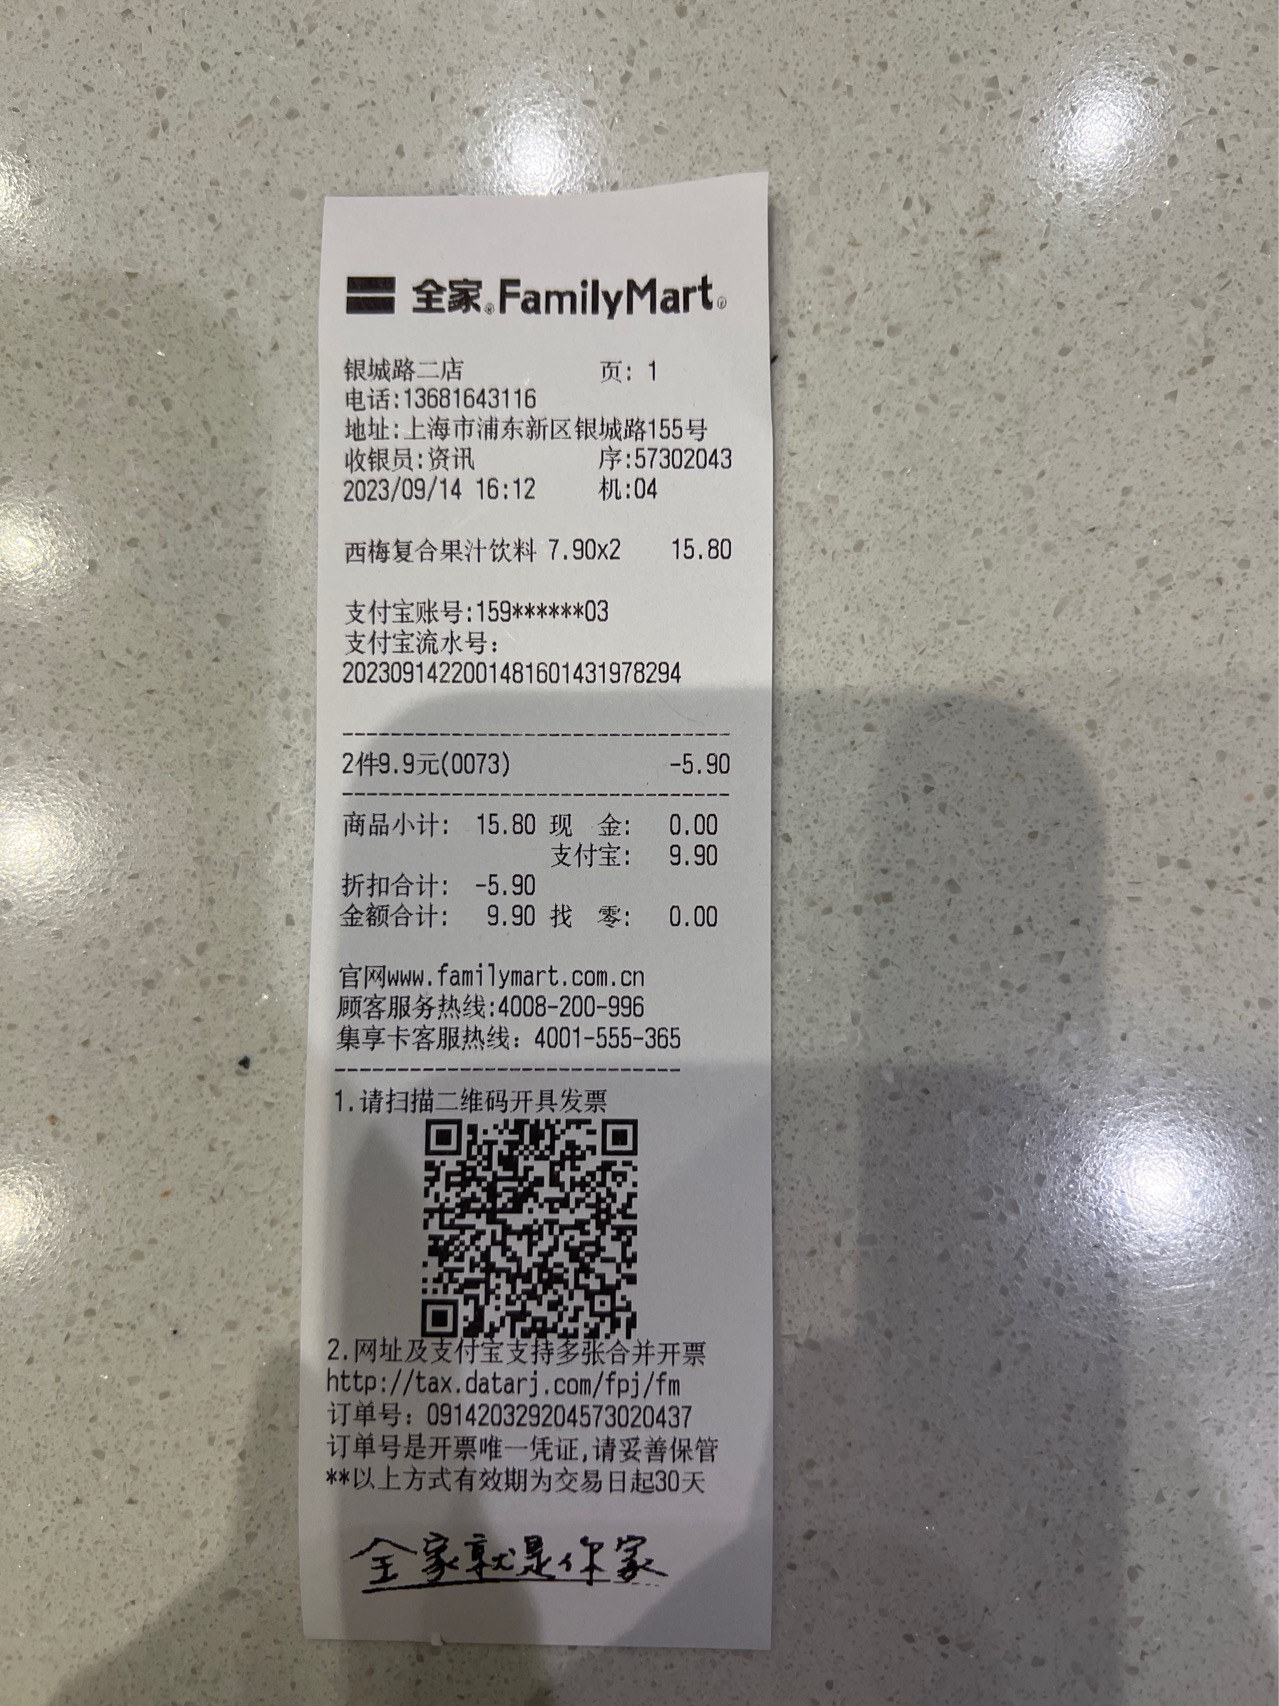 全家®FamilyMart®
银城路二店 页: 1
电话:13681643116
地址:上海市浦东新区银城路155号
收银员:资讯 序:57302043
2023/09/14 16:12 机:04
西梅复合果汁饮料 7.90x2 15.80
支付宝账号:159******03
支付宝流水号:
2023091422001481601431978294
2件9.9元(0073) -5.90
商品小计: 15.80 现 金: 0.00
支付宝: 9.90
折扣合计: -5.90
金额合计: 9.90 找 零: 0.00
官网www.familymart.com.cn
顾客服务热线:4008-200-996
集享卡客服热线: 4001-555-365
1.请扫描二维码开具发票
2.网址及支付宝支持多张合并开票
http://tax.datarj.com/fpj/fm
订单号: 091420329204573020437
订单号是开票唯一凭证,请妥善保管
**以上方式有效期为交易日起30天
全家就是你家